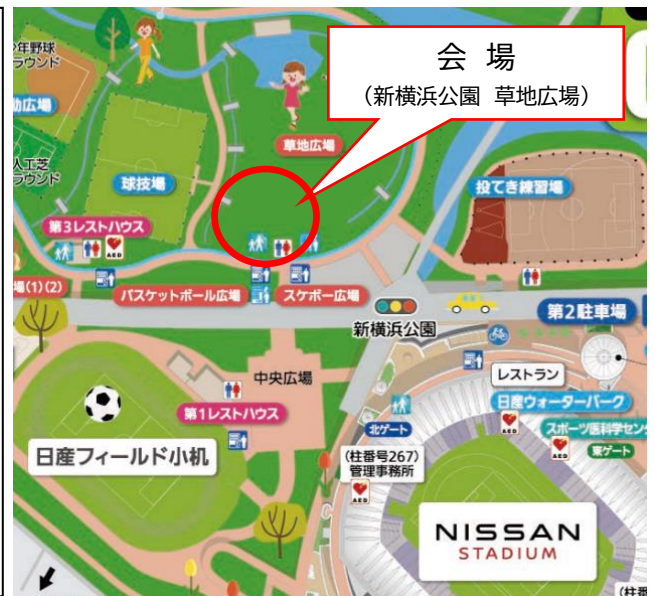 会場
（新横浜公園 草地広場）
年野球
ラウンド
動広場
人工芝
ラウンド
球技場
草地広場
投てき練習場
第3レストハウス
AED
場(1)(2)
バスケットボール広場
スケボー広場
新横浜公園
第2駐車場
中央広場
レストラン
日産ウォーターパーク
AED
スポーツ医科学セン
AED
東ゲート
第1レストハウス
北ゲート
日産フィールド小机
(柱番号267)
管理事務所
AED
NISSAN
STADIUM
(柱番